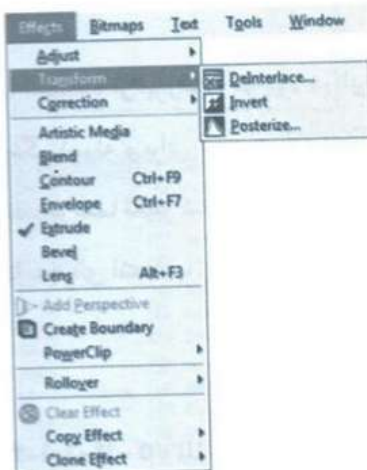 Effects Bitmaps Text Tools Window
Adjust
Transform
Correction
Artistic Media
Blend
Contour Ctrl+F9
Envelope Ctrl+F7
Extrude
Bevel
Lens Alt+F3
Add Perspective
Create Boundary
PowerClip
Rollover
Clear Effect
Copy Effect
Clone Effect
DeInterlace...
Invert
Posterize...